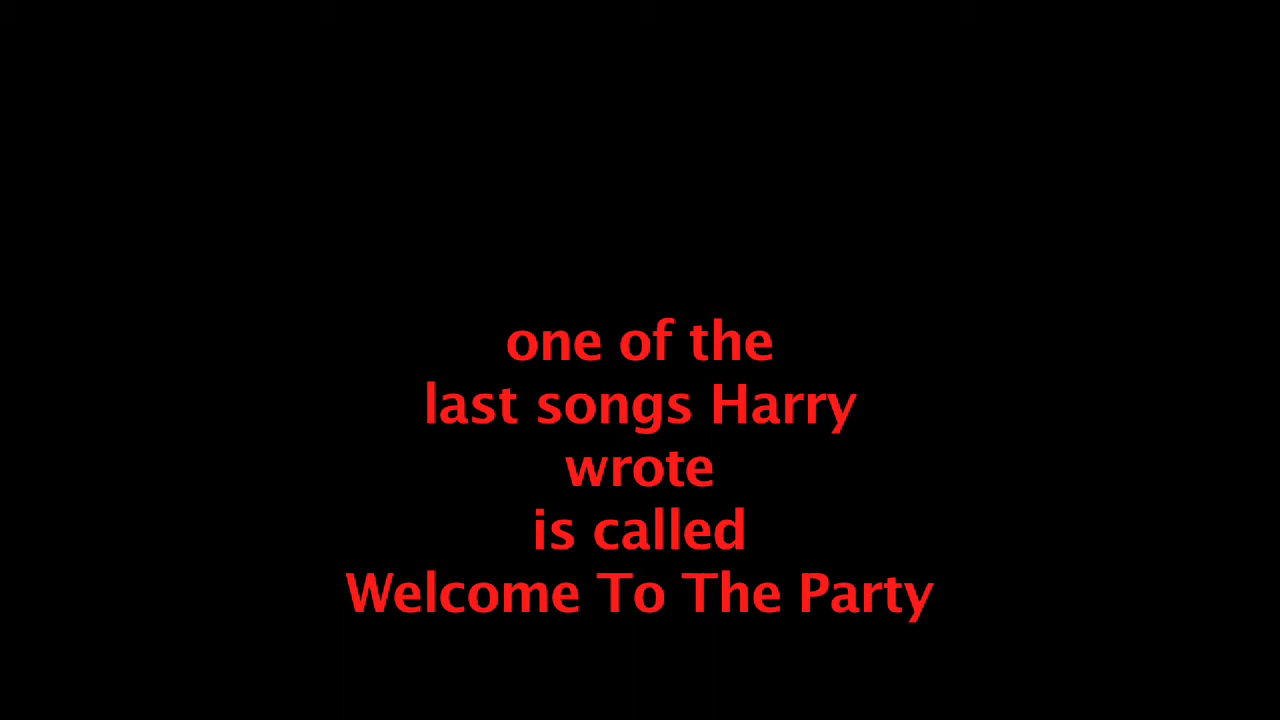 one of the
last songs Harry
wrote
is called
Welcome To The Party